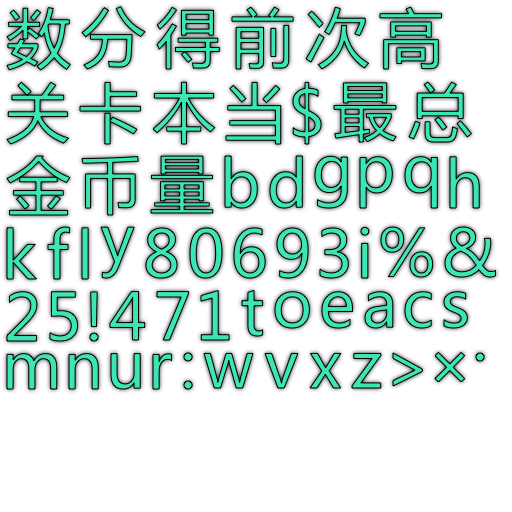 数分得前次高
关卡本当$最总
金币量bdgpqh
kfly80693i%&
25!471toeacs
mnur:wvxz>×·